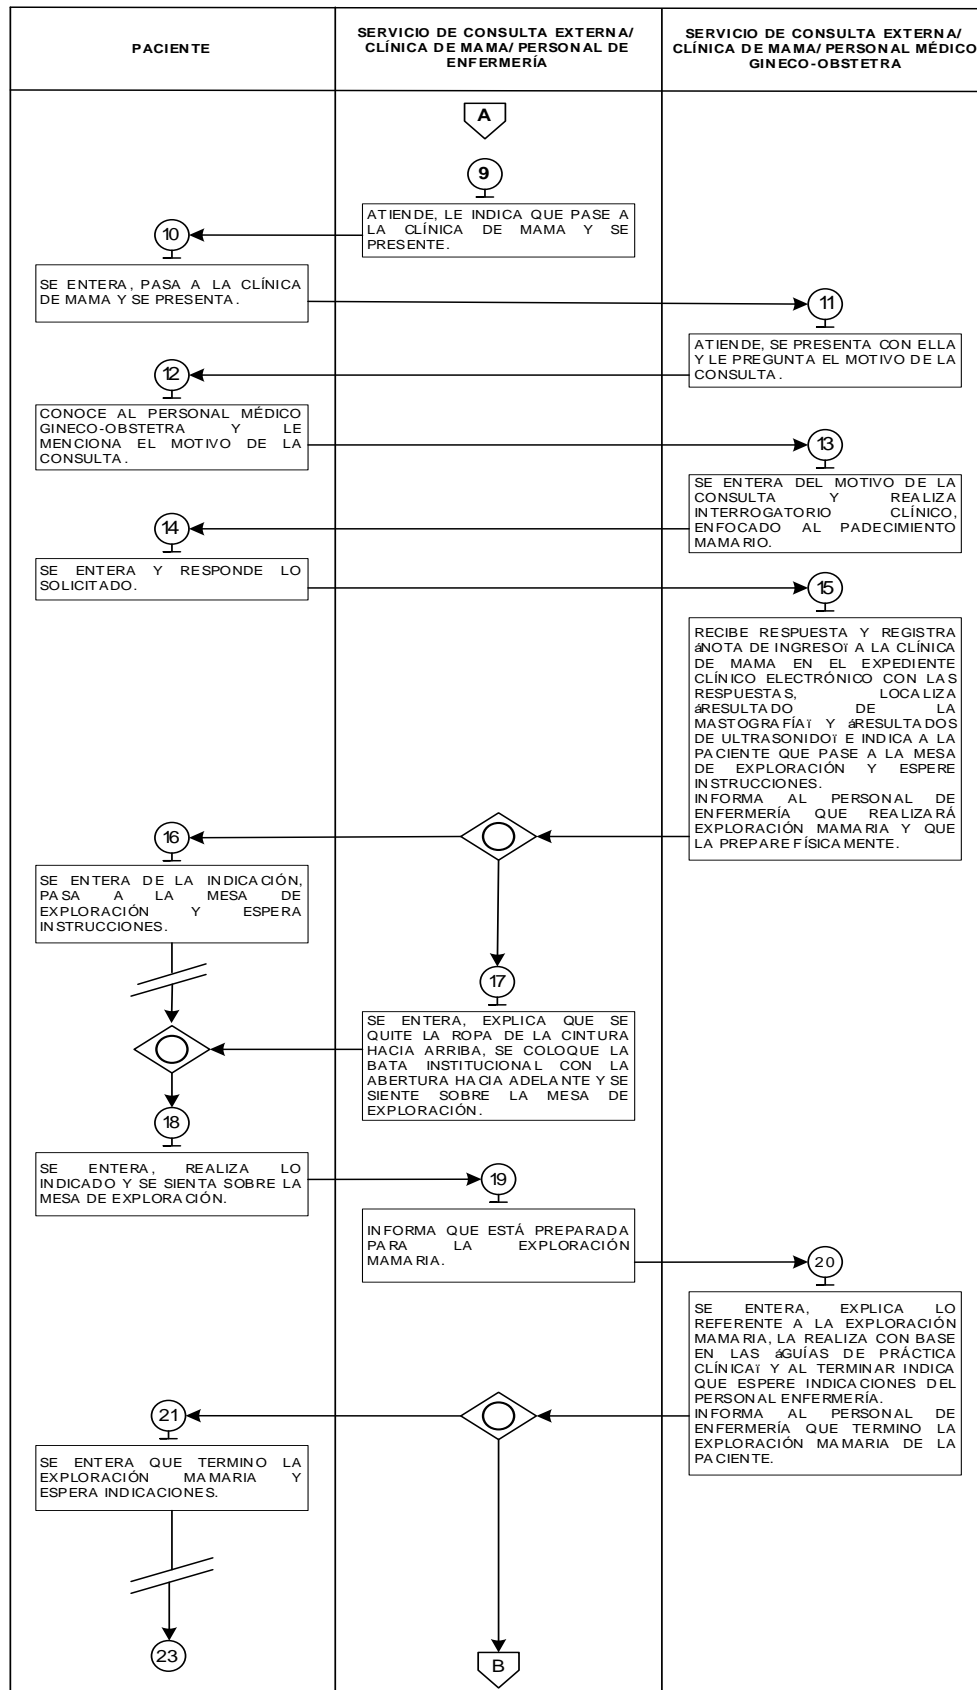 PACIENTE
SERVICIO DE CONSULTA EXTERNA/
CLÍNICA DE MAMA/ PERSONAL DE
ENFERMERÍA
SERVICIO DE CONSULTA EXTERNA/
CLÍNICA DE MAMA/ PERSONAL MÉDICO
GINECO-OBSTETRA
A
9
ATIENDE, LE INDICA QUE PASE A
LA CLÍNICA DE MAMA Y SE
PRESENTE.
10
SE ENTERA, PASA A LA CLÍNICA
DE MAMA Y SE PRESENTA.
11
ATIENDE, SE PRESENTA CON ELLA
Y LE PREGUNTA EL MOTIVO DE LA
CONSULTA.
12
CONOCE AL PERSONAL MÉDICO
GINECO-OBSTETRA Y LE
MENCIONA EL MOTIVO DE LA
CONSULTA.
13
SE ENTERA DEL MOTIVO DE LA
CONSULTA Y REALIZA
INTERROGATORIO CLÍNICO,
ENFOCADO AL PADECIMIENTO
MAMARIO.
14
SE ENTERA Y RESPONDE LO
SOLICITADO.
15
RECIBE RESPUESTA Y REGISTRA
áNOTA DE INGRESOï A LA CLÍNICA
DE MAMA EN EL EXPEDIENTE
CLÍNICO ELECTRÓNICO CON LAS
RESPUESTAS, LOCALIZA
áRESULTADO DE LA
MASTOGRAFÍAï Y áRESULTADOS
DE ULTRASONIDOï E INDICA A LA
PACIENTE QUE PASE A LA MESA
DE EXPLORACIÓN Y ESPERE
INSTRUCCIONES.
INFORMA AL PERSONAL DE
ENFERMERÍA QUE REALIZARÁ
EXPLORACIÓN MAMARIA Y QUE
LA PREPARE FÍSICAMENTE.
16
SE ENTERA DE LA INDICACIÓN,
PASA A LA MESA DE
EXPLORACIÓN Y ESPERA
INSTRUCCIONES.
17
SE ENTERA, EXPLICA QUE SE
QUITE LA ROPA DE LA CINTURA
HACIA ARRIBA, SE COLOQUE LA
BATA INSTITUCIONAL CON LA
ABERTURA HACIA ADELANTE Y SE
SIENTE SOBRE LA MESA DE
EXPLORACIÓN.
18
SE ENTERA, REALIZA LO
INDICADO Y SE SIENTA SOBRE LA
MESA DE EXPLORACIÓN.
19
INFORMA QUE ESTÁ PREPARADA
PARA LA EXPLORACIÓN
MAMARIA.
20
SE ENTERA, EXPLICA LO
REFERENTE A LA EXPLORACIÓN
MAMARIA, LA REALIZA CON BASE
EN LAS áGUÍAS DE PRÁCTICA
CLÍNICAï Y AL TERMINAR INDICA
QUE ESPERE INDICACIONES DEL
PERSONAL ENFERMERÍA.
INFORMA AL PERSONAL DE
ENFERMERÍA QUE TERMINO LA
EXPLORACIÓN MAMARIA DE LA
PACIENTE.
21
SE ENTERA QUE TERMINO LA
EXPLORACIÓN MAMARIA Y
ESPERA INDICACIONES.
23
B